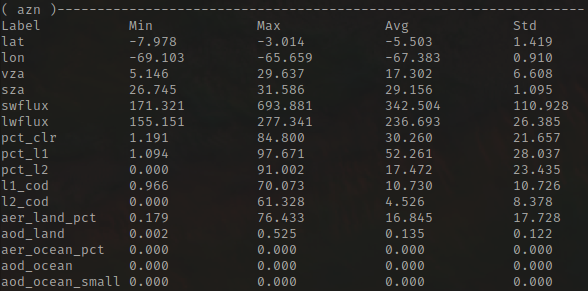 ( azn )------------------------------------------------------------------
Label           Min             Max             Avg             Std
lat             -7.978          -3.014          -5.503          1.419
lon             -69.103         -65.659         -67.383         0.910
vza             5.146           29.637          17.302          6.608
sza             26.745          31.586          29.156          1.095
swflux          171.321         693.881         342.504         110.928
lwflux          155.151         277.341         236.693         26.385
pct_clr         1.191           84.800          30.260          21.657
pct_l1          1.094           97.671          52.261          28.037
pct_l2          0.000           91.002          17.472          23.435
l1_cod          0.966           70.073          10.730          10.726
l2_cod          0.000           61.328          4.526           8.378
aer_land_pct    0.179           76.433          16.845          17.728
aod_land        0.002           0.525           0.135           0.122
aer_ocean_pct   0.000           0.000           0.000           0.000
aod_ocean       0.000           0.000           0.000           0.000
aod_ocean_small 0.000           0.000           0.000           0.000